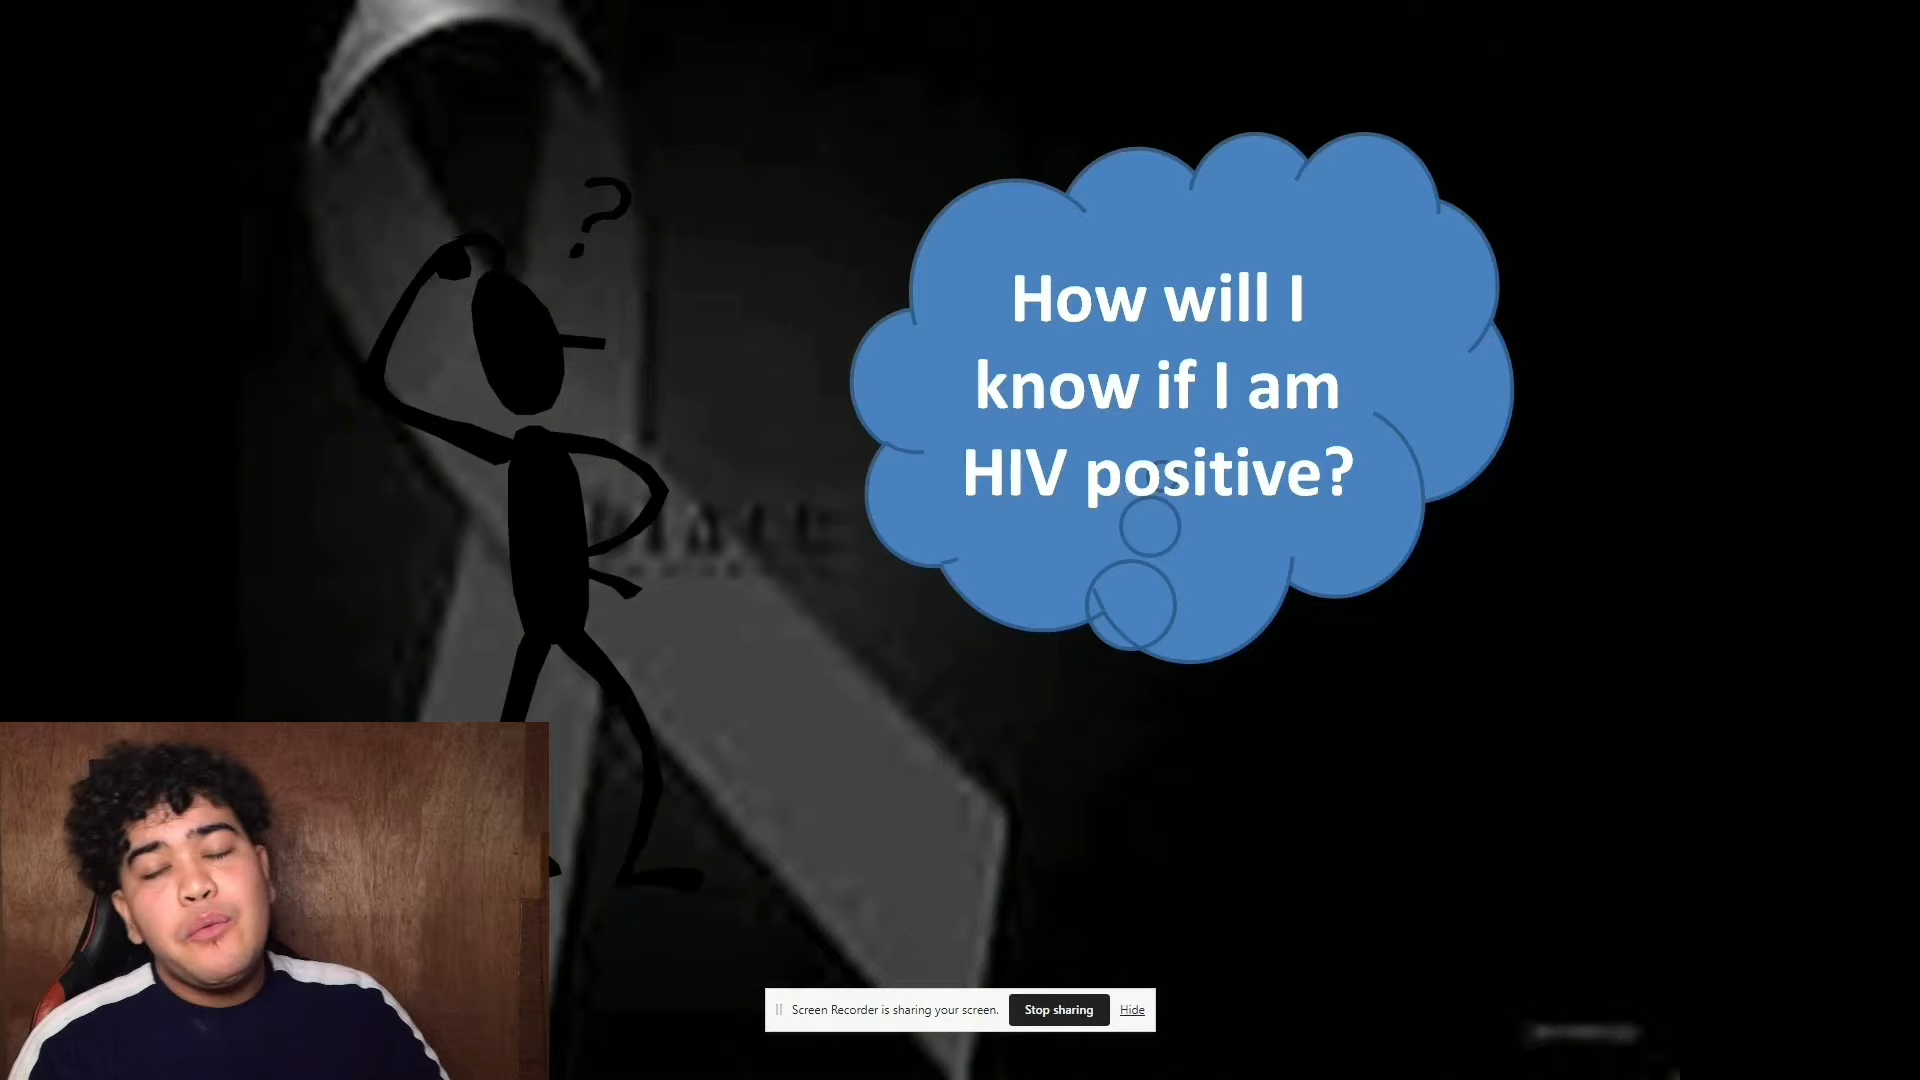 ?
How will I
know if I am
HIV positive?
Screen Recorder is sharing your screen. Stop sharing Hide